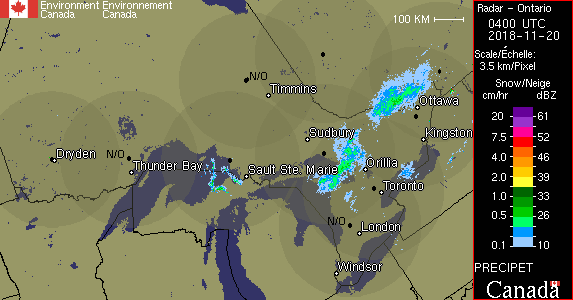 Environment Environnement
Canada Canada
100 KM
N/O
Timmins
Ottawa
Sudbury
Kingston
Dryden
N/O
Thunder Bay
Sault Ste. Marie
Orillia
Toronto
N/O
London
Windsor
Radar - Ontario
0400 UTC
2018-11-20
Scale/Échelle:
3.5 km/Pixel
Snow/Neige
cm/hr dBZ
20 61
7.5 52
4.0 46
2.0 39
1.0 33
0.5 26
0.1 10
PRECIPET
Canada